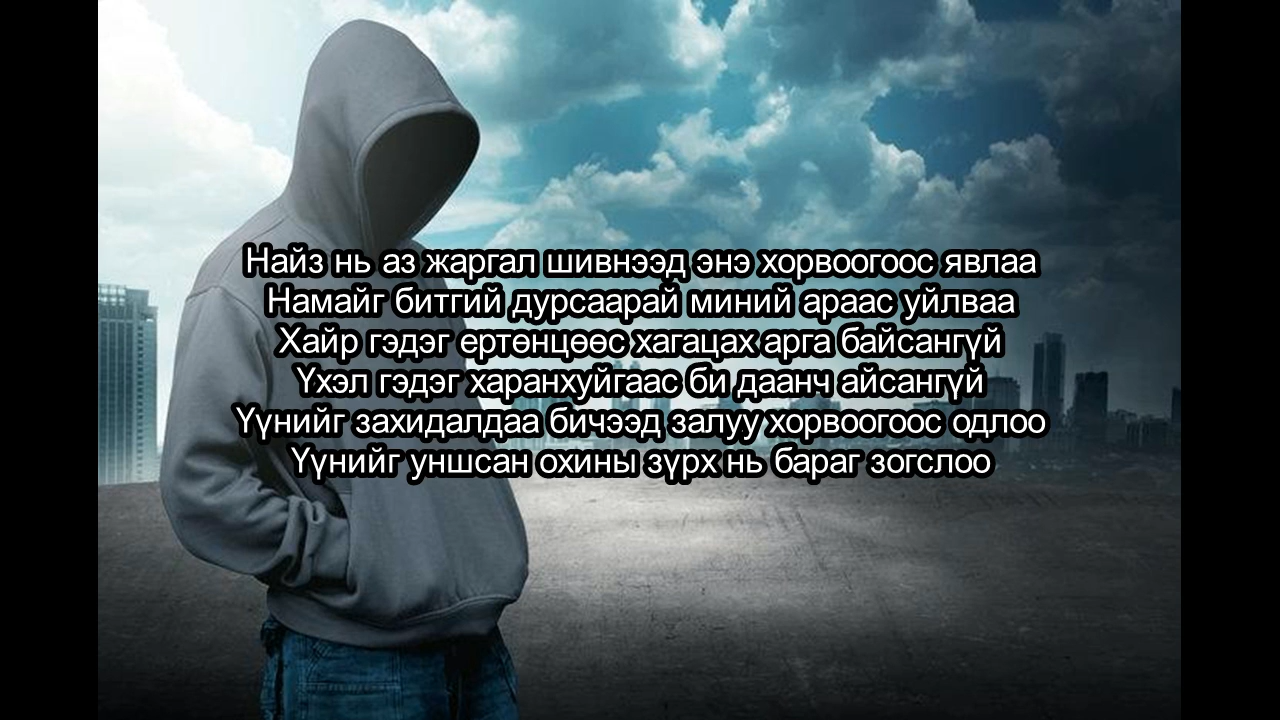 Найз нь аз жаргал шивнээд энэ хорвоогоос явлаа
Намайг битгий дурсаарай миний араас уйлваа
Хайр гэдэг ертөнцөөс хагацах арга байсангүй
Үхэл гэдэг харанхуйгаас би даанч айсангүй
Үүнийг захидалдаа бичээд залуу хорвоогоос одлоо
Үүнийг уншсан охины зүрх нь бараг зогслоо